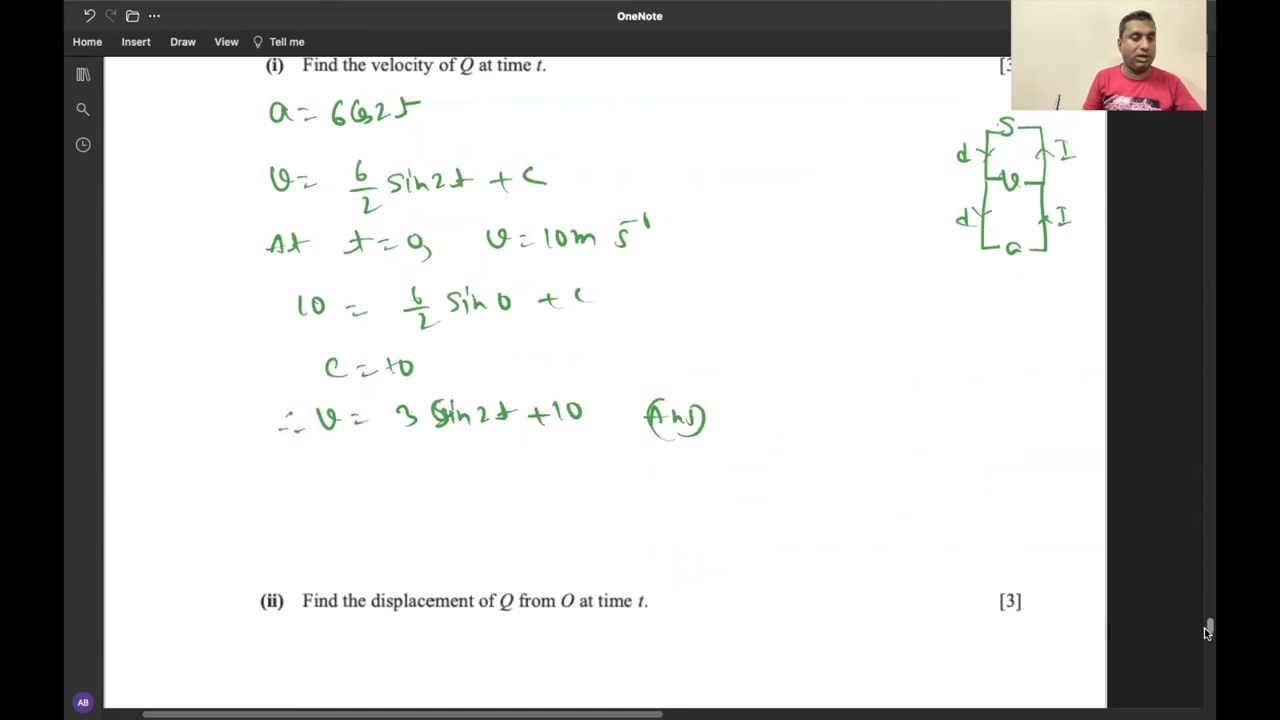 OneNote
Home Insert Draw View Tell me
(i) Find the velocity of Q at time t.
a = 6 cos 2t
v = 6/2 sin 2t + c
At t = 0, v = 10 m s⁻¹
10 = 6/2 sin 0 + c
c = 10
∴ v = 3 sin 2t + 10 (Ans)
S
d I
v
d I
a
(ii) Find the displacement of Q from O at time t. [3]
AB